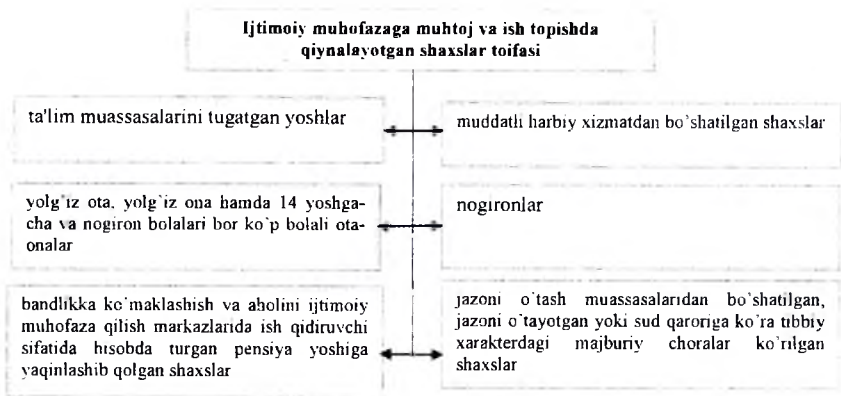 Ijtimoiy muhofazaga muhtoj va ish topishda
qiynalayotgan shaxslar toifasi
ta'lim muassasalarini tugatgan yoshlar
muddatli harbiy xizmatdan bo'shatilgan shaxslar
yolg'iz ota, yolg'iz ona hamda 14 yoshga-
cha va nogiron bolalari bor ko'p bolali ota-
onalar
nogironlar
bandlikka ko'maklashish va aholini ijtimoiy
muhofaza qilish markazlarida ish qidiruvchi
sifatida hisobda turgan pensiya yoshiga
yaqinlashib qolgan shaxslar
jazoni o'tash muassasalaridan bo'shatilgan,
jazoni o'tayotgan yoki sud qaroriga ko'ra tibbiy
xarakterdagi majburiy choralar ko'rilgan
shaxslar